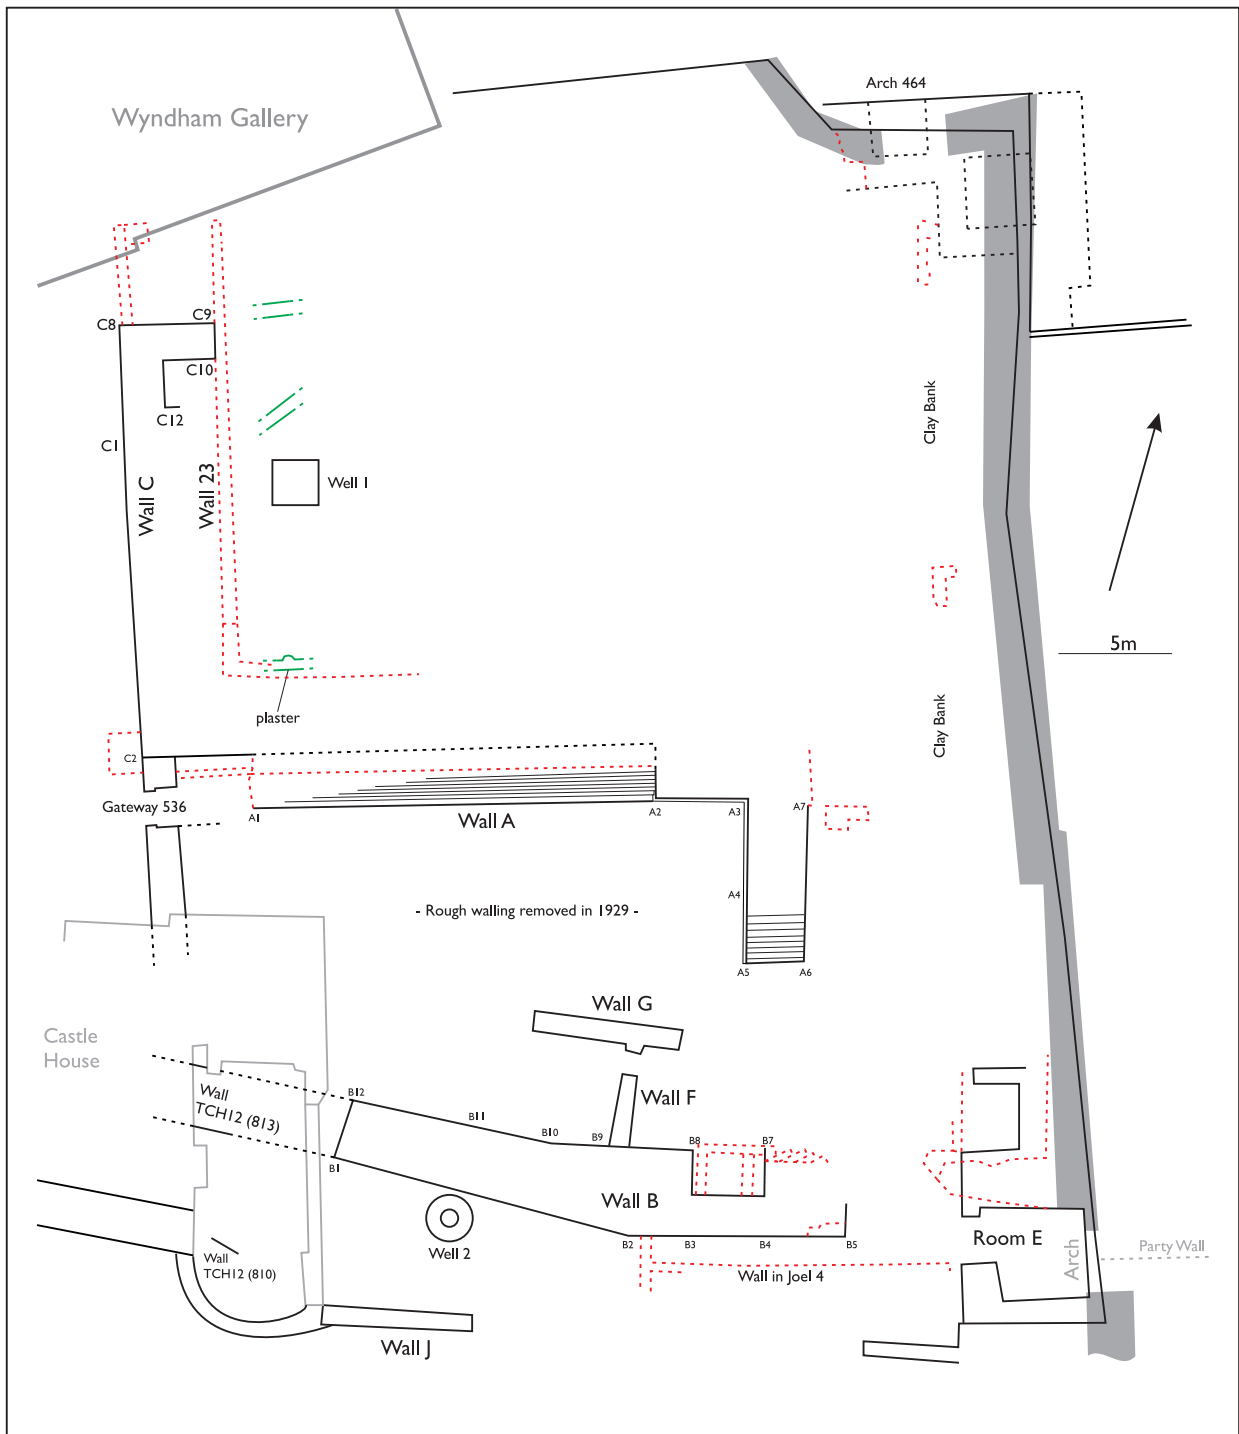 Arch 464
Wyndham Gallery
C8
C9
C10
Clay Bank
C12
C1
Wall C
Wall 23
Well 1
5m
plaster
Clay Bank
C2
Gateway 536
A1
Wall A
A2
A3
A7
A4
- Rough walling removed in 1929 -
A5
A6
Wall G
Castle
House
Wall
TCH12 (813)
B12
Wall F
B11
B10
B9
B8
B7
B1
Wall B
Well 2
B2
B3
B4
B5
Room E
Arch
Party Wall
Wall
TCH12 (810)
Wall in Joel 4
Wall J